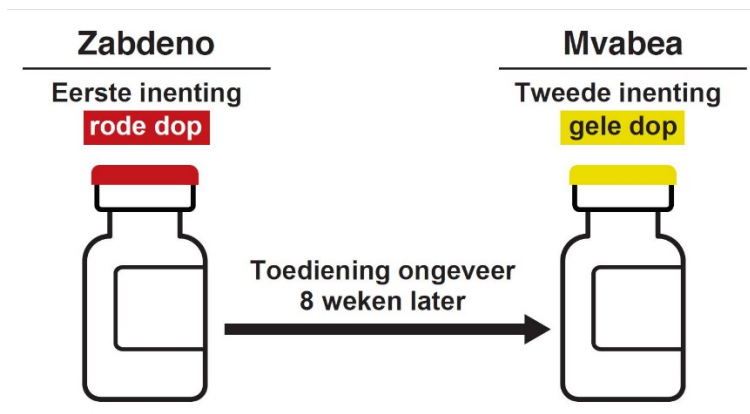 Zabdeno
Eerste inenting
rode dop
Mvabea
Tweede inenting
gele dop
Toediening ongeveer
8 weken later